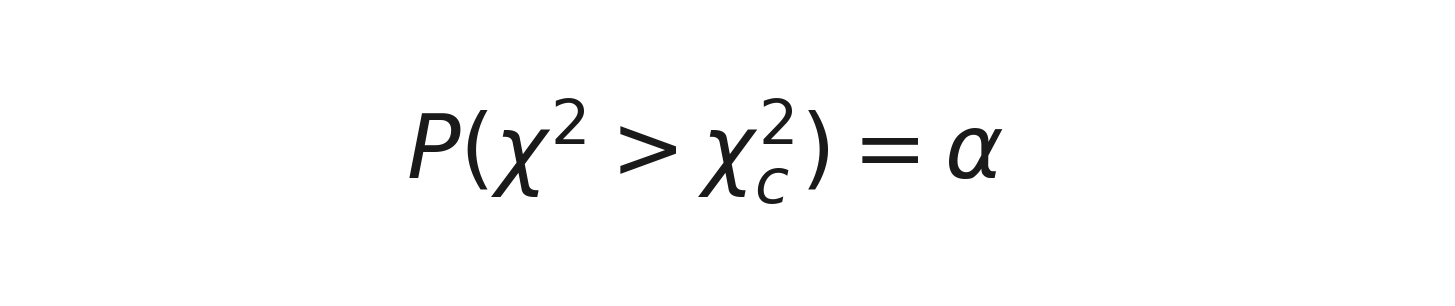 P(χ² > χ_c²) = α